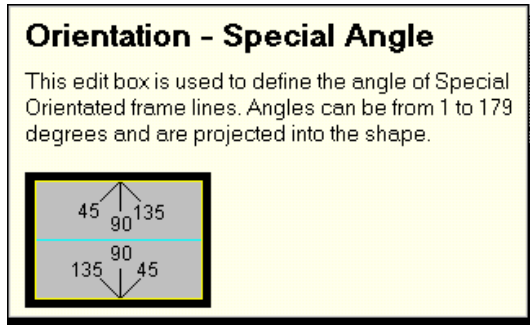 Orientation - Special Angle
This edit box is used to define the angle of Special
Orientated frame lines. Angles can be from 1 to 179
degrees and are projected into the shape.
45 90 135
90
135 45